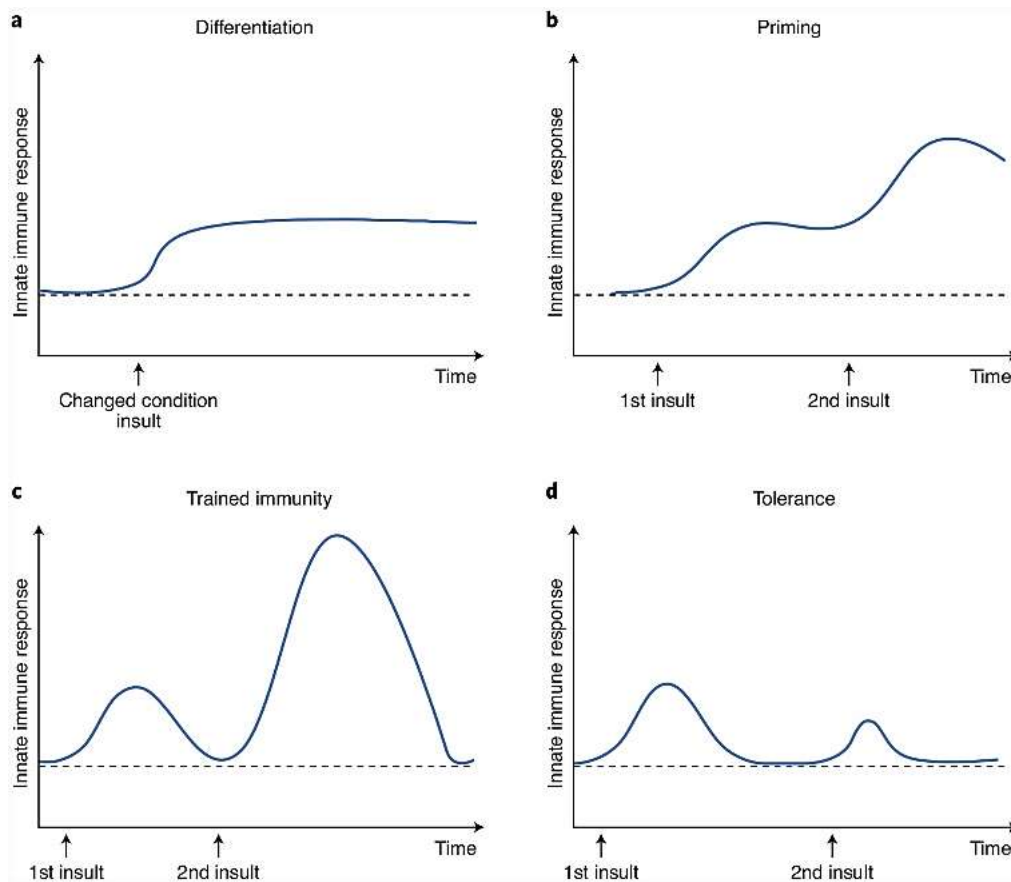 a
Differentiation
Innate immune response
Time
Changed condition
insult
b
Priming
Innate immune response
Time
1st insult
2nd insult
c
Trained immunity
Innate immune response
Time
1st insult
2nd insult
d
Tolerance
Innate immune response
Time
1st insult
2nd insult